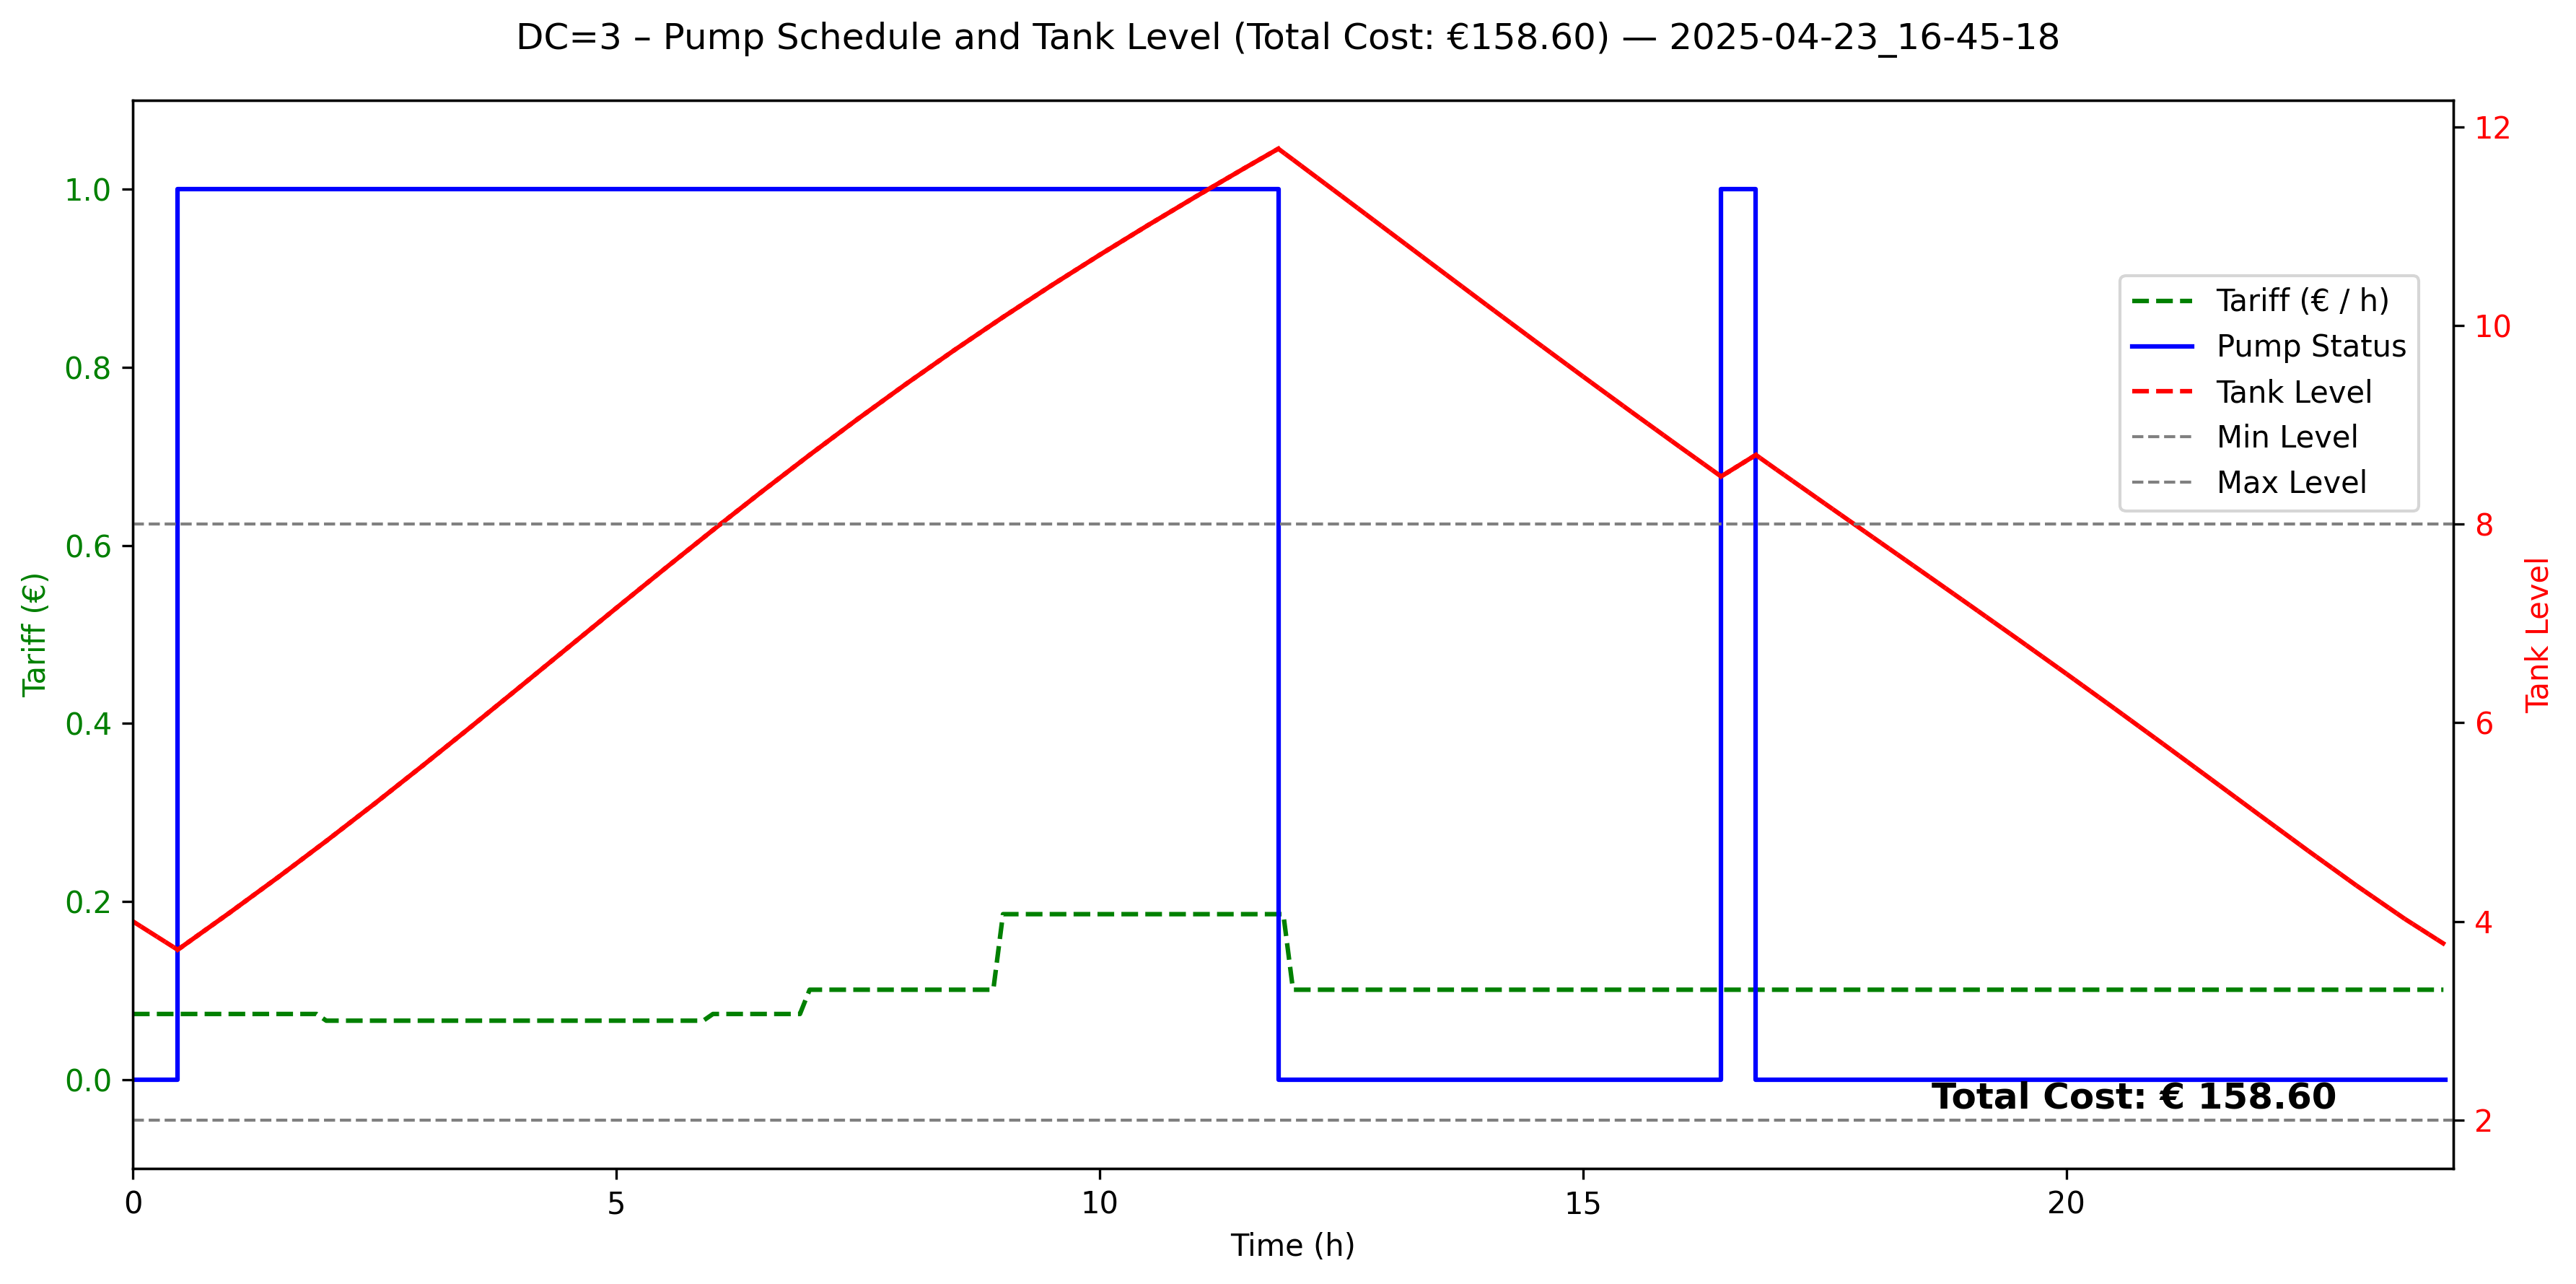 DC=3 – Pump Schedule and Tank Level (Total Cost: €158.60) — 2025-04-23_16-45-18
Tariff (€)
1.0
0.8
0.6
0.4
0.2
0.0
12
10
8
6
4
2
Tank Level
Tariff (€ / h)
Pump Status
Tank Level
Min Level
Max Level
Total Cost: € 158.60
0 5 10 15 20
Time (h)